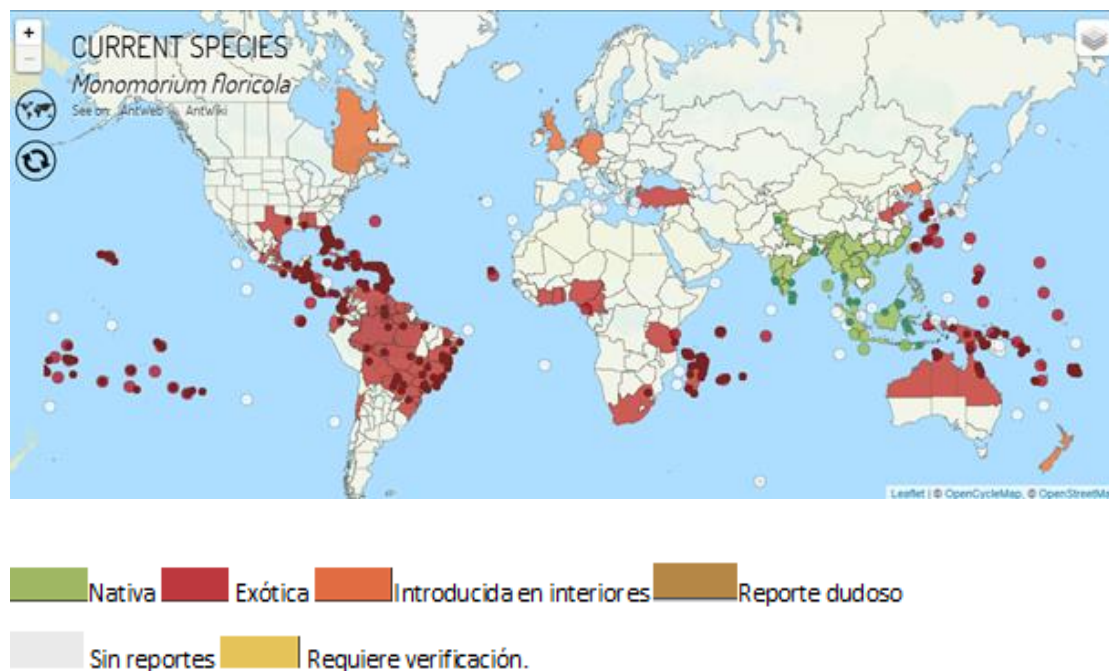 +
CURRENT SPECIES
−
Monomorium floricola
See on: AntWeb AntWiki
Leaflet | © OpenCycleMap, © OpenStreetMa
Nativa Exótica Introducida en interiores Reporte dudoso
Sin reportes Requiere verificación.